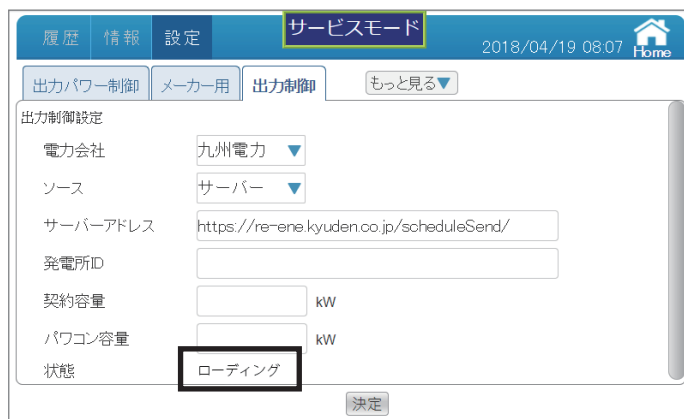 履歴 情報 設定 サービスモード 2018/04/19 08:07 Home
出力パワー制御 メーカー用 出力制御 もっと見る▼
出力制御設定
電力会社 九州電力 ▼
ソース サーバー ▼
サーバーアドレス https://re-ene.kyuden.co.jp/scheduleSend/
発電所ID
契約容量 kW
パワコン容量 kW
状態 ローディング
決定